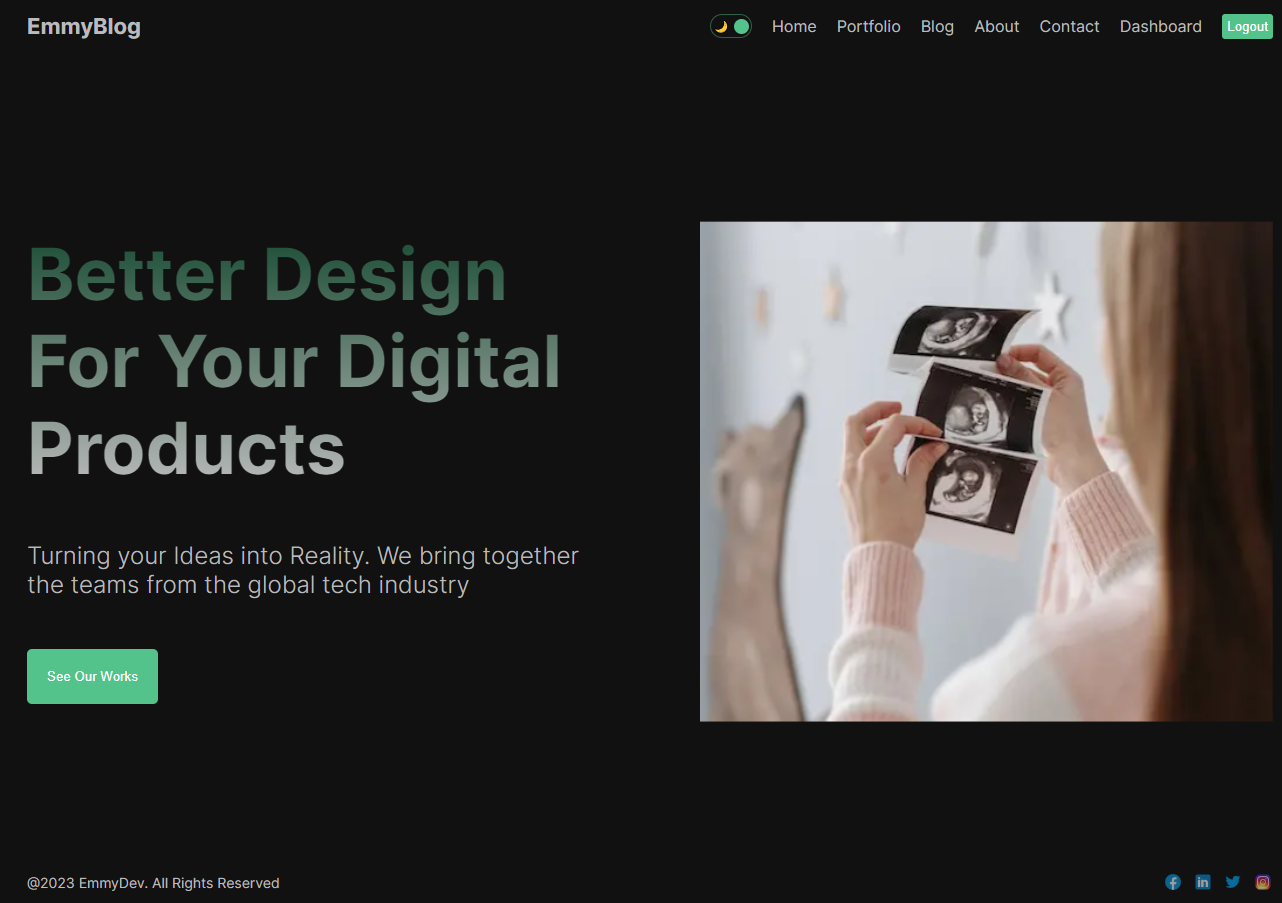 EmmyBlog
Home Portfolio Blog About Contact Dashboard Logout
Better Design
For Your Digital
Products
Turning your Ideas into Reality. We bring together
the teams from the global tech industry
See Our Works
@2023 EmmyDev. All Rights Reserved